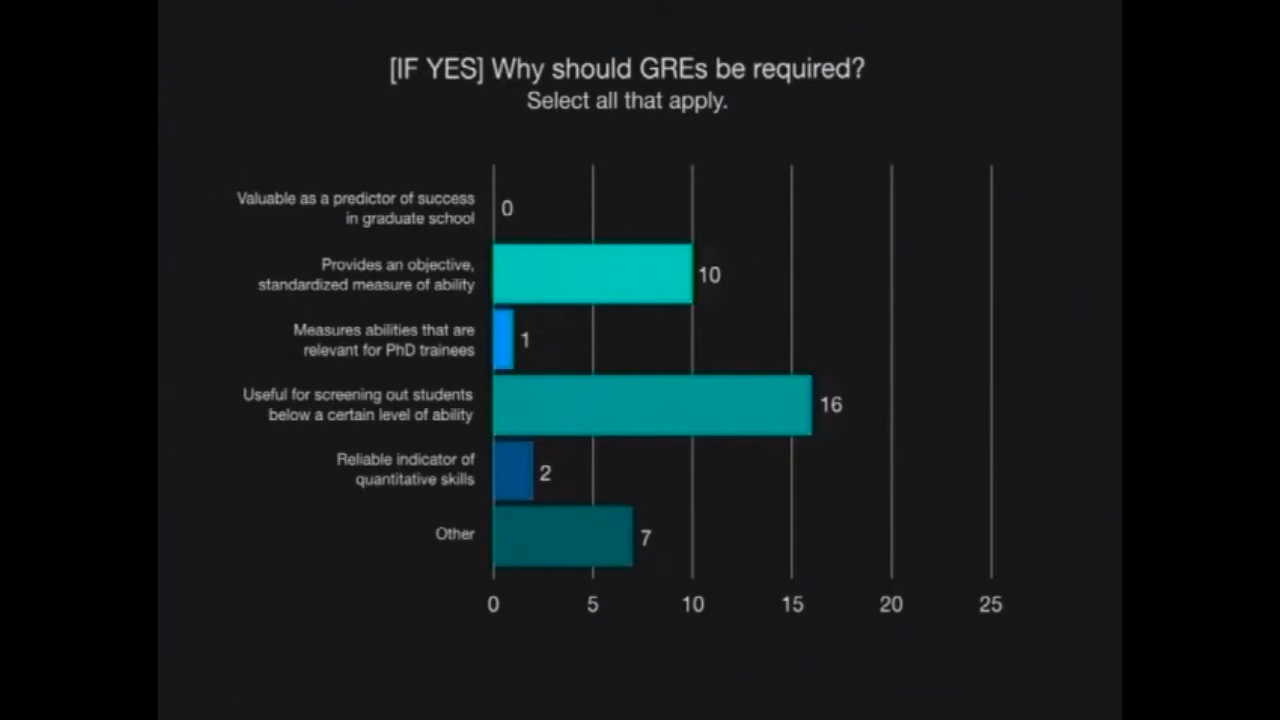 [IF YES] Why should GREs be required?
Select all that apply.
Valuable as a predictor of success
in graduate school
0
Provides an objective,
standardized measure of ability
10
Measures abilities that are
relevant for PhD trainees
1
Useful for screening out students
below a certain level of ability
16
Reliable indicator of
quantitative skills
2
Other
7
0 5 10 15 20 25